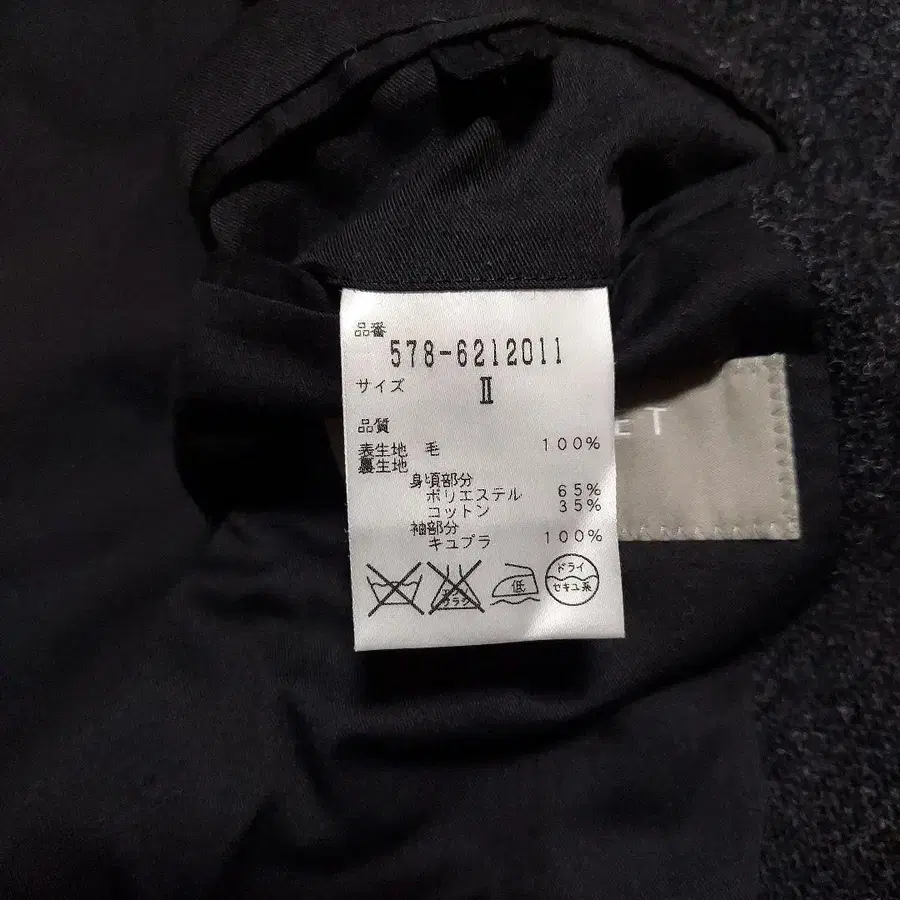 品番
578-6212011
サイズ
Ⅱ
品質
表生地 毛 100%
裏生地
身頃部分
ポリエステル 65%
コットン 35%
袖部分
キュプラ 100%
低
ドライ
セキユ系
ET